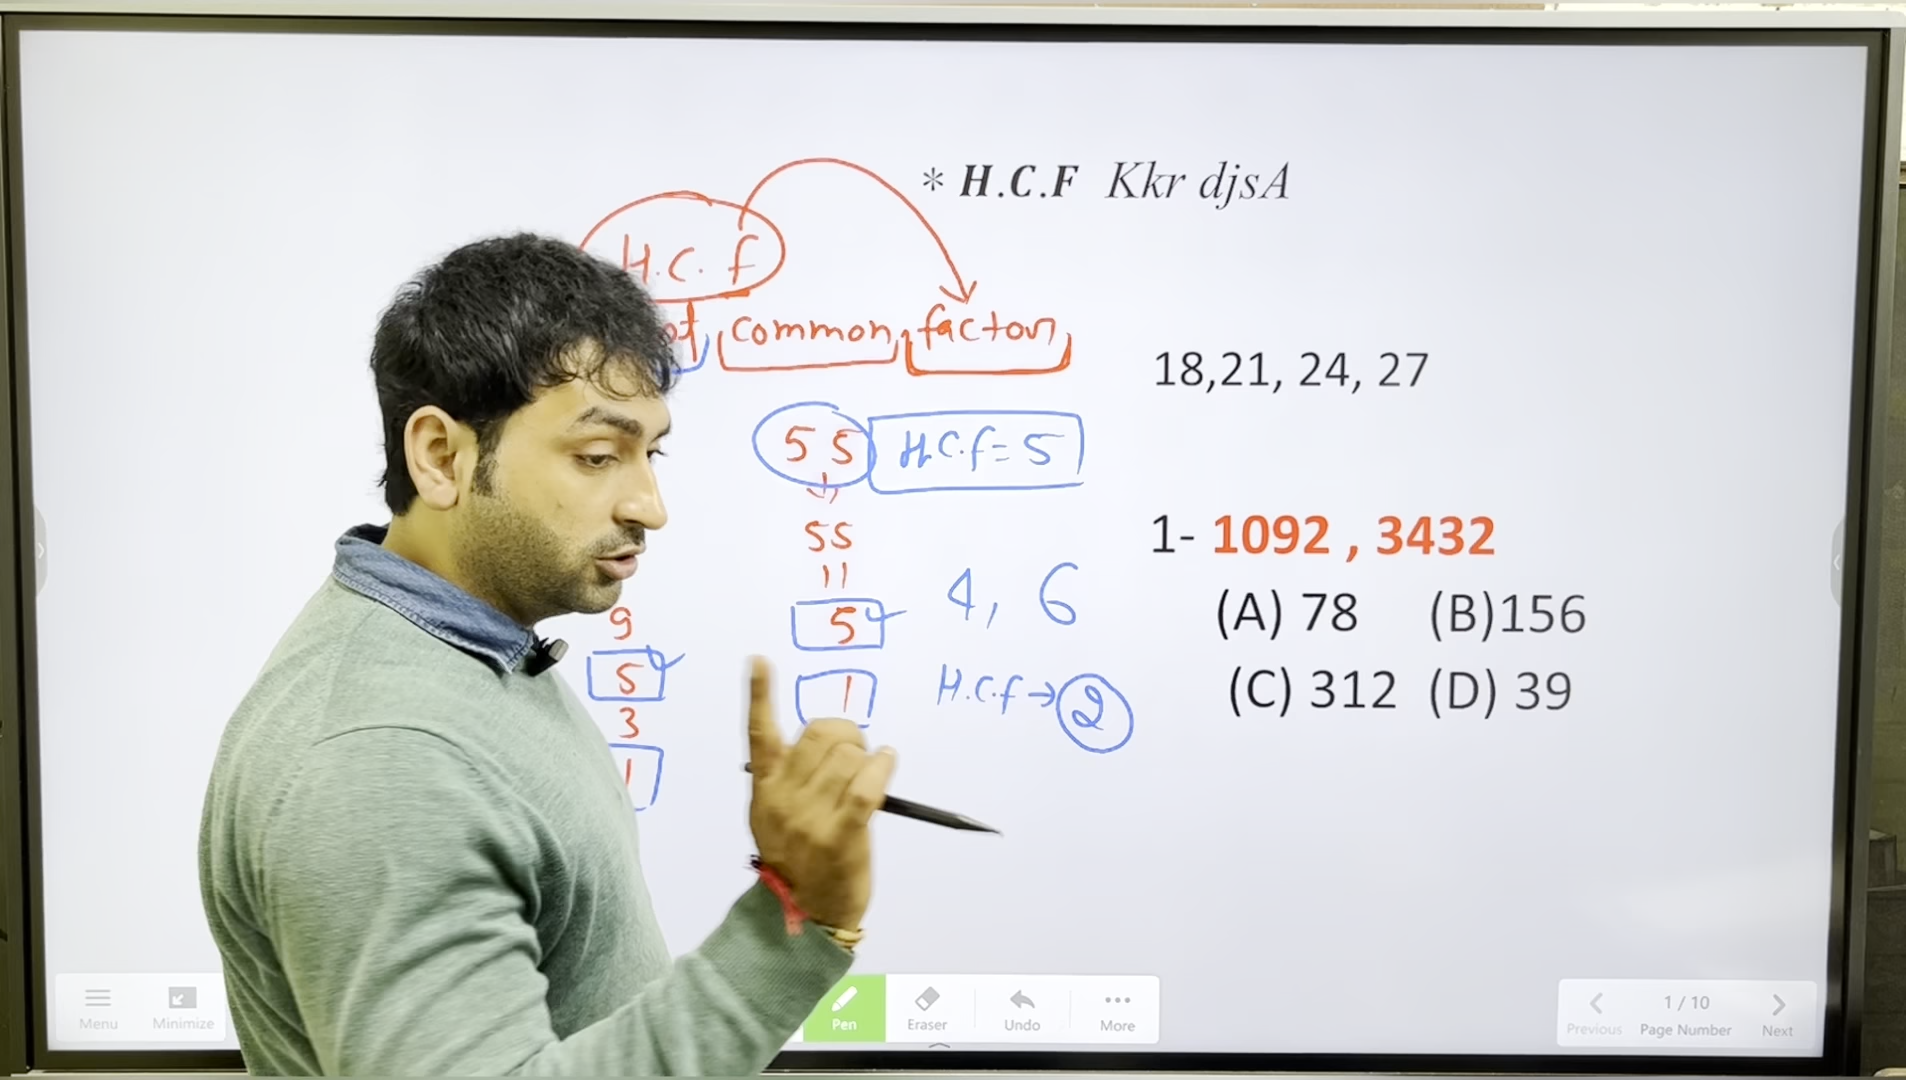 * H.C.F Kkr djsA
H.C.f
common factor
18,21, 24, 27
55 H.C.f = 5
55
11
5
1
9
5
3
1
4, 6
H.C.f → 2
1- 1092 , 3432
(A) 78 (B)156
(C) 312 (D) 39
Menu Minimize Pen Eraser Undo More
1 / 10
Previous Page Number Next